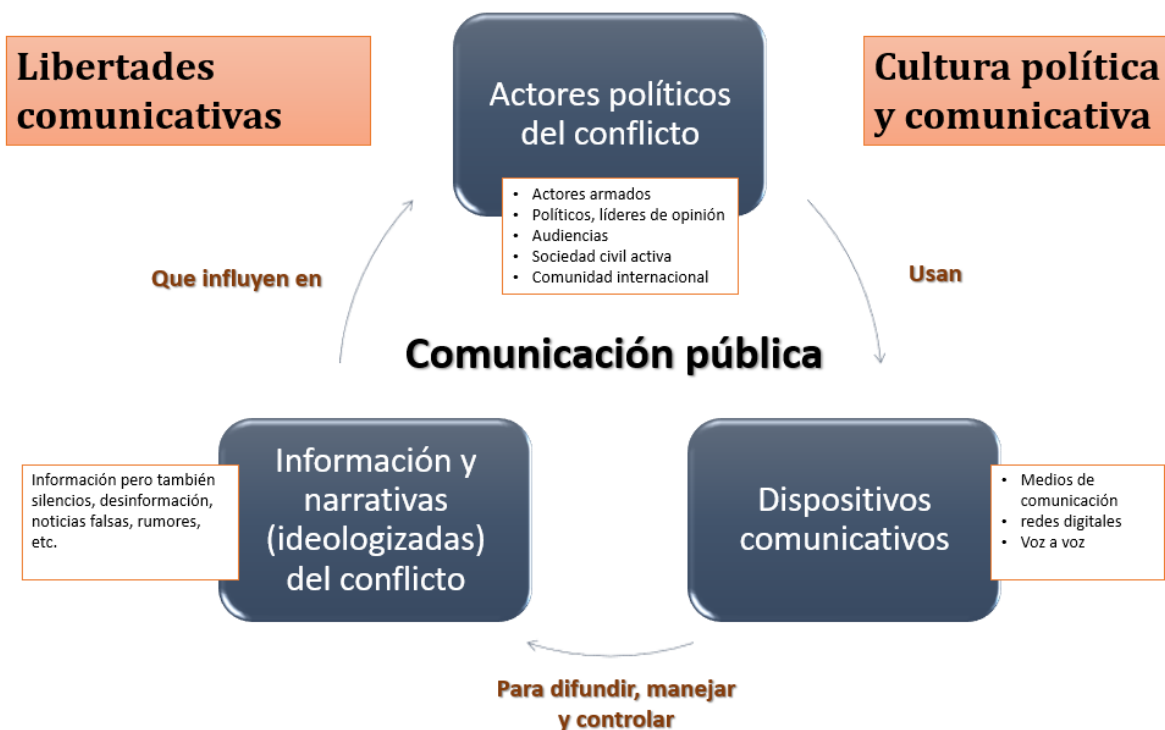 Libertades
comunicativas
Actores políticos
del conflicto
Cultura política
y comunicativa
• Actores armados
• Políticos, líderes de opinión
• Audiencias
• Sociedad civil activa
• Comunidad internacional
Que influyen en
Usan
Comunicación pública
Información pero también
silencios, desinformación,
noticias falsas, rumores,
etc.
Información y
narrativas
(ideologizadas)
del conflicto
Dispositivos
comunicativos
• Medios de
comunicación
• redes digitales
• Voz a voz
Para difundir, manejar
y controlar